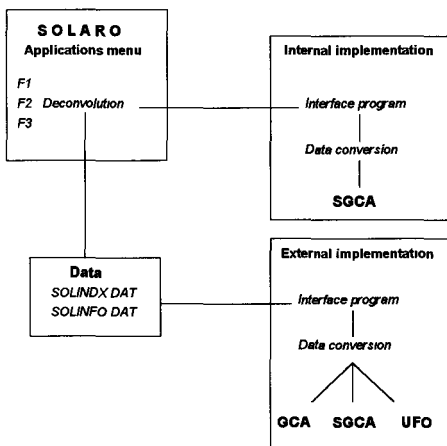 SOLARO
Applications menu
F1
F2 Deconvolution
F3
Internal implementation
Interface program
Data conversion
SGCA
Data
SOLINDX DAT
SOLINFO DAT
External implementation
Interface program
Data conversion
GCA SGCA UFO